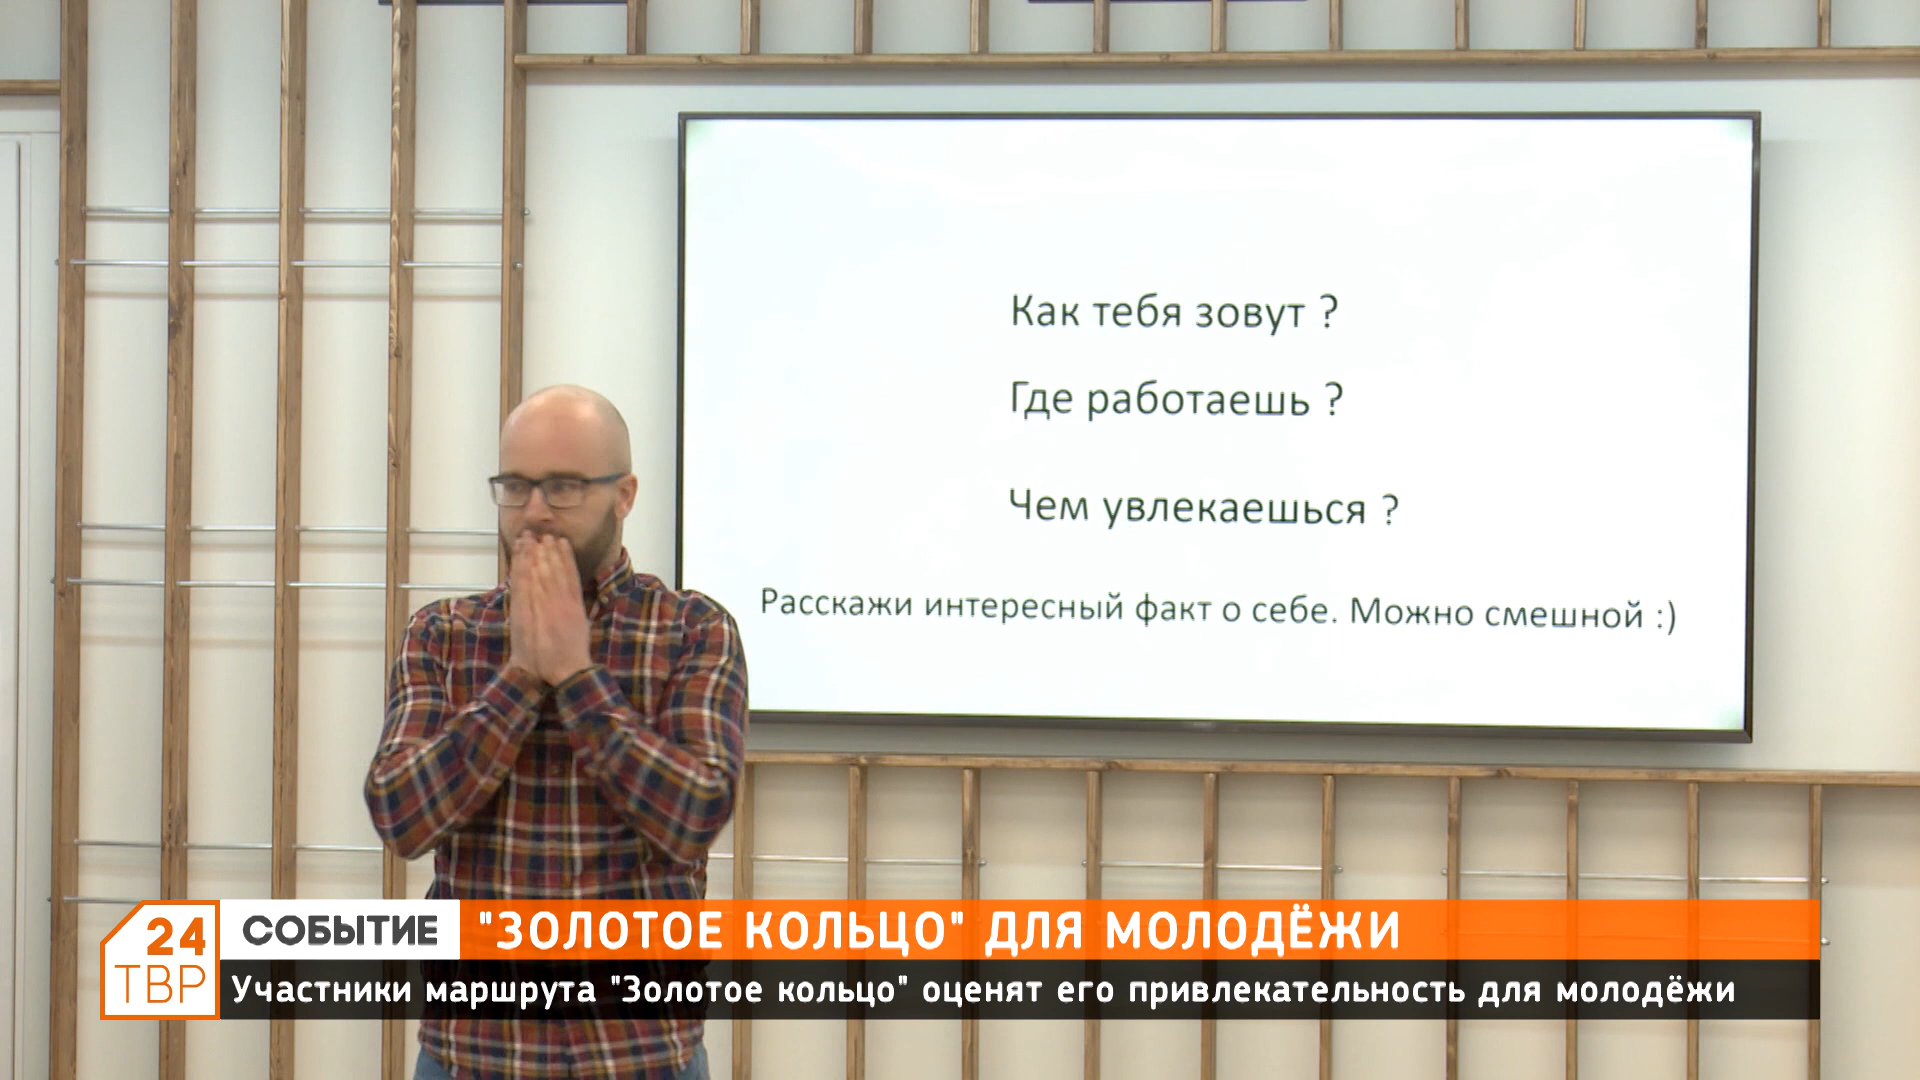 Как тебя зовут ?
Где работаешь ?
Чем увлекаешься ?
Расскажи интересный факт о себе. Можно смешной :)
24
ТВР
СОБЫТИЕ
"ЗОЛОТОЕ КОЛЬЦО" ДЛЯ МОЛОДЁЖИ
Участники маршрута "Золотое кольцо" оценят его привлекательность для молодёжи